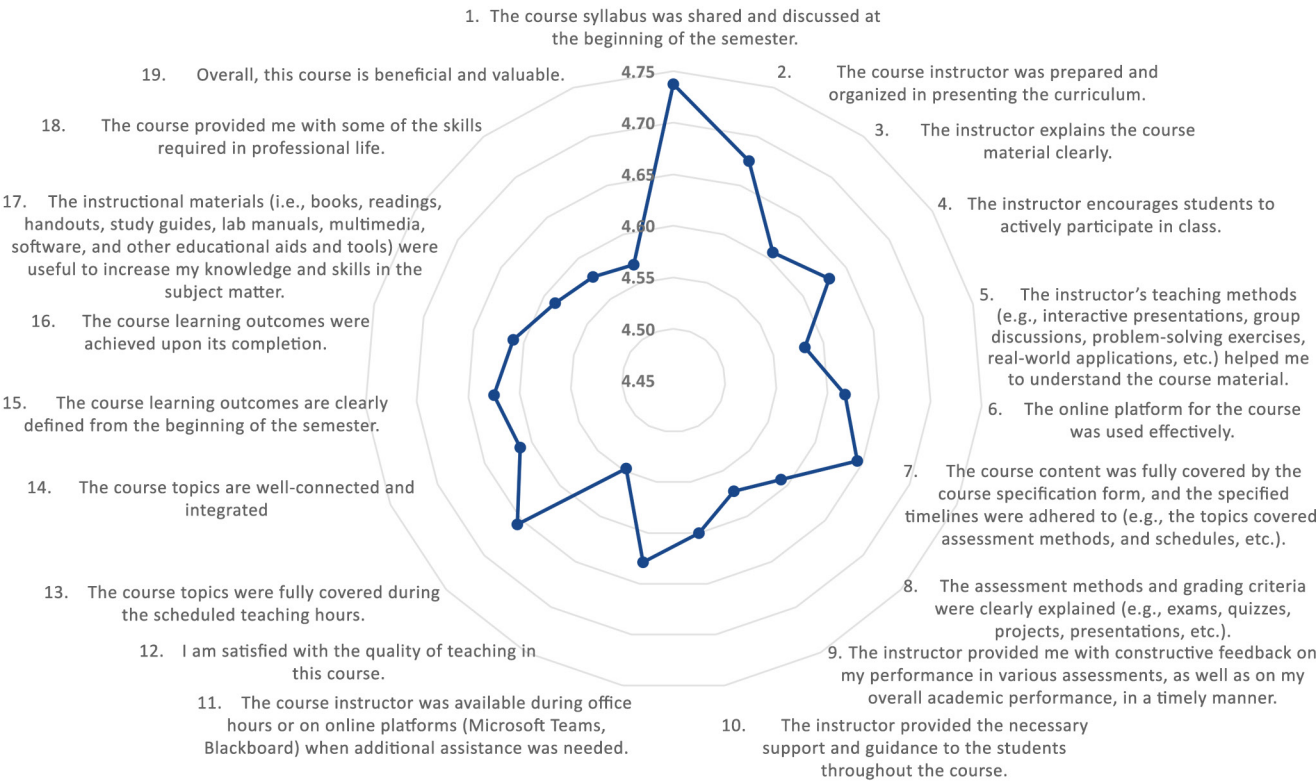 1. The course syllabus was shared and discussed at
the beginning of the semester.
2. The course instructor was prepared and
organized in presenting the curriculum.
3. The instructor explains the course
material clearly.
4. The instructor encourages students to
actively participate in class.
5. The instructor’s teaching methods
(e.g., interactive presentations, group
discussions, problem-solving exercises,
real-world applications, etc.) helped me
to understand the course material.
6. The online platform for the course
was used effectively.
7. The course content was fully covered by the
course specification form, and the specified
timelines were adhered to (e.g., the topics covered
assessment methods, and schedules, etc.).
8. The assessment methods and grading criteria
were clearly explained (e.g., exams, quizzes,
projects, presentations, etc.).
9. The instructor provided me with constructive feedback on
my performance in various assessments, as well as on my
overall academic performance, in a timely manner.
10. The instructor provided the necessary
support and guidance to the students
throughout the course.
11. The course instructor was available during office
hours or on online platforms (Microsoft Teams,
Blackboard) when additional assistance was needed.
12. I am satisfied with the quality of teaching in
this course.
13. The course topics were fully covered during
the scheduled teaching hours.
14. The course topics are well-connected and
integrated
15. The course learning outcomes are clearly
defined from the beginning of the semester.
16. The course learning outcomes were
achieved upon its completion.
17. The instructional materials (i.e., books, readings,
handouts, study guides, lab manuals, multimedia,
software, and other educational aids and tools) were
useful to increase my knowledge and skills in the
subject matter.
18. The course provided me with some of the skills
required in professional life.
19. Overall, this course is beneficial and valuable.
4.75
4.70
4.65
4.60
4.55
4.50
4.45